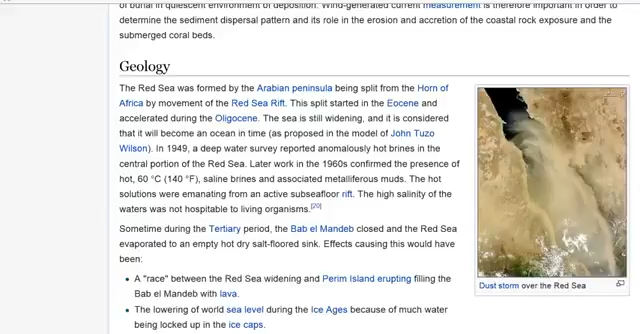 of burial in quiescent environment of deposition. Wind-generated current measurement is therefore important in order to
determine the sediment dispersal pattern and its role in the erosion and accretion of the coastal rock exposure and the
submerged coral beds.
Geology
The Red Sea was formed by the Arabian peninsula being split from the Horn of
Africa by movement of the Red Sea Rift. This split started in the Eocene and
accelerated during the Oligocene. The sea is still widening, and it is considered
that it will become an ocean in time (as proposed in the model of John Tuzo
Wilson). In 1949, a deep water survey reported anomalously hot brines in the
central portion of the Red Sea. Later work in the 1960s confirmed the presence of
hot, 60 °C (140 °F), saline brines and associated metalliferous muds. The hot
solutions were emanating from an active subseafloor rift. The high salinity of the
waters was not hospitable to living organisms.[20]
Sometime during the Tertiary period, the Bab el Mandeb closed and the Red Sea
evaporated to an empty hot dry salt-floored sink. Effects causing this would have
been:
• A "race" between the Red Sea widening and Perim Island erupting filling the
Bab el Mandeb with lava.
• The lowering of world sea level during the Ice Ages because of much water
being locked up in the ice caps.
Dust storm over the Red Sea